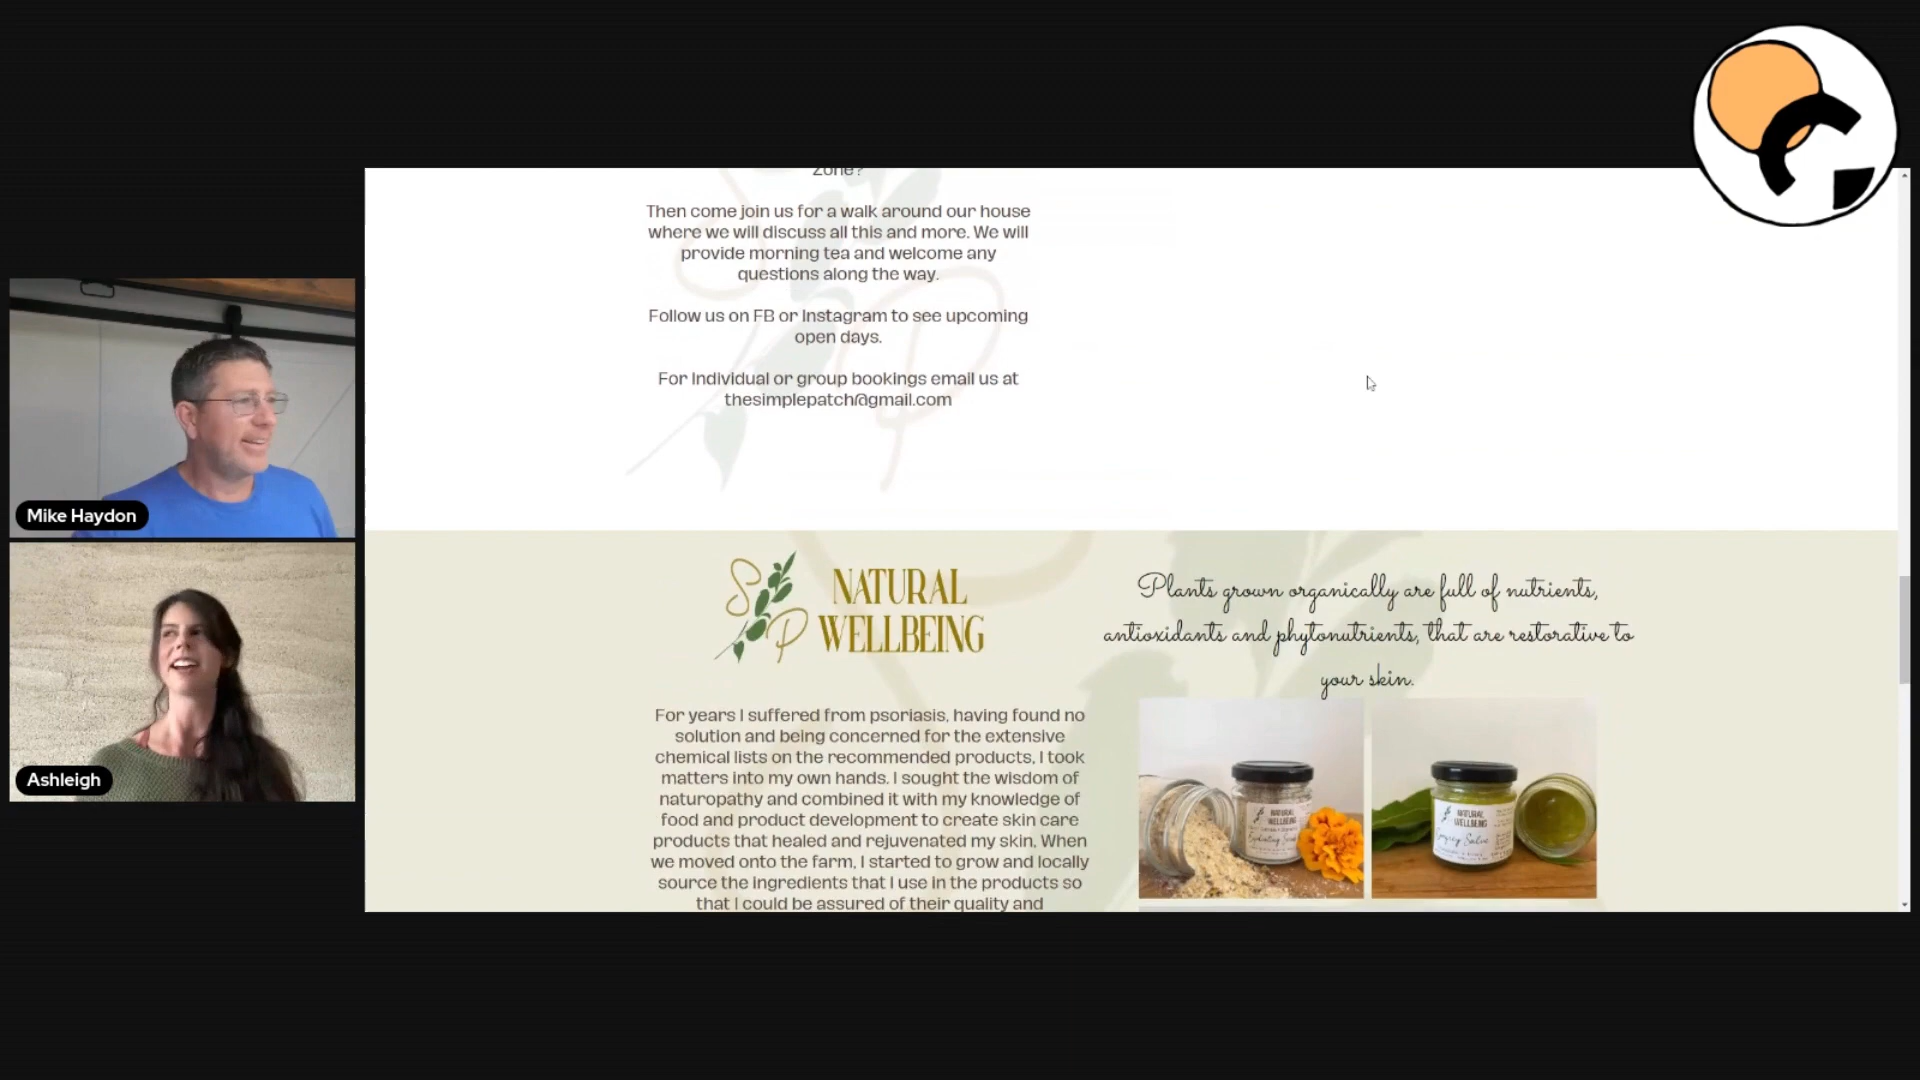 Zone?
Then come join us for a walk around our house
where we will discuss all this and more. We will
provide morning tea and welcome any
questions along the way.
Follow us on FB or Instagram to see upcoming
open days.
For Individual or group bookings email us at
thesimplepatch@gmail.com
Mike Haydon
Ashleigh
S P
NATURAL
WELLBEING
For years I suffered from psoriasis, having found no
solution and being concerned for the extensive
chemical lists on the recommended products, I took
matters into my own hands. I sought the wisdom of
naturopathy and combined it with my knowledge of
food and product development to create skin care
products that healed and rejuvenated my skin. When
we moved onto the farm, I started to grow and locally
source the ingredients that I use in the products so
that I could be assured of their quality and
Plants grown organically are full of nutrients,
antioxidants and phytonutrients, that are restorative to
your skin.
NATURAL
WELLBEING
NATURAL
WELLBEING